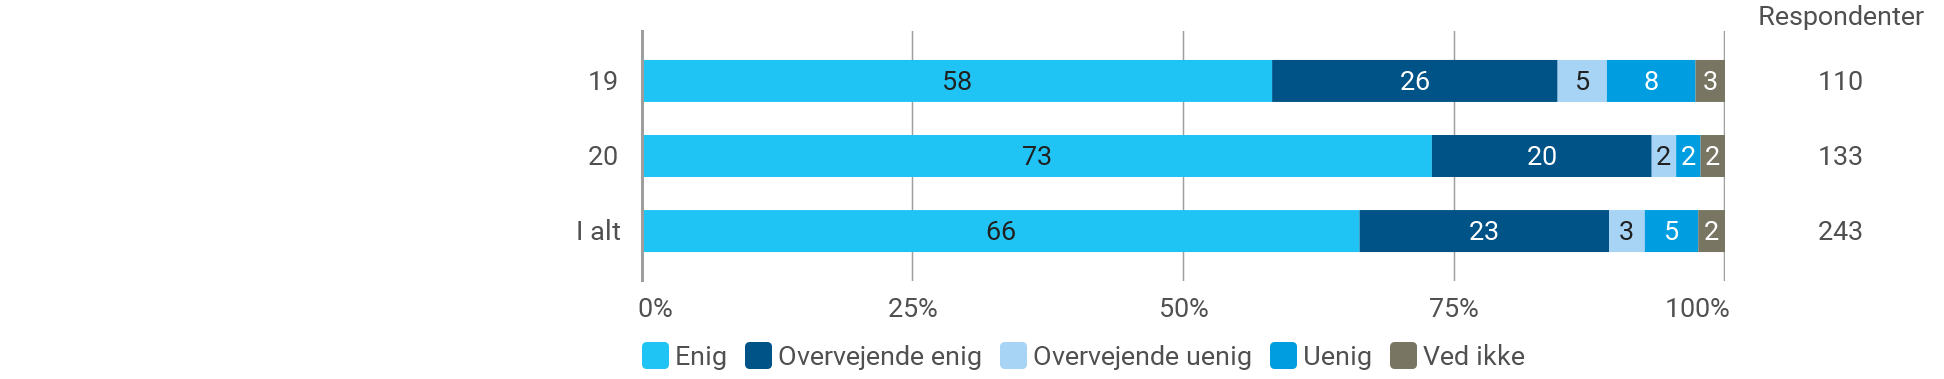 Respondenter
19 58 26 5 8 3 110
20 73 20 2 2 2 133
I alt 66 23 3 5 2 243
0% 25% 50% 75% 100%
Enig Overvejende enig Overvejende uenig Uenig Ved ikke